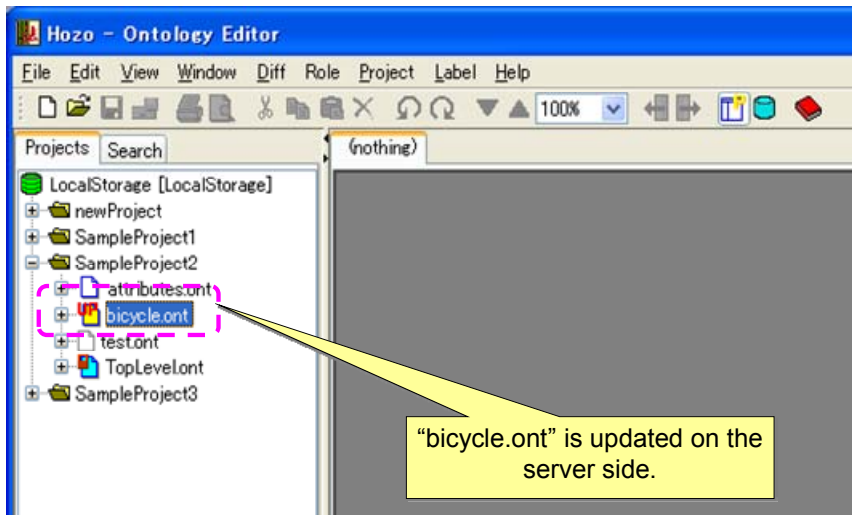 Hozo - Ontology Editor
File Edit View Window Diff Role Project Label Help
100%
Projects Search
(nothing)
LocalStorage [LocalStorage]
newProject
SampleProject1
SampleProject2
attributes.ont
UP
bicycle.ont
test.ont
TopLevel.ont
SampleProject3
“bicycle.ont” is updated on the
server side.